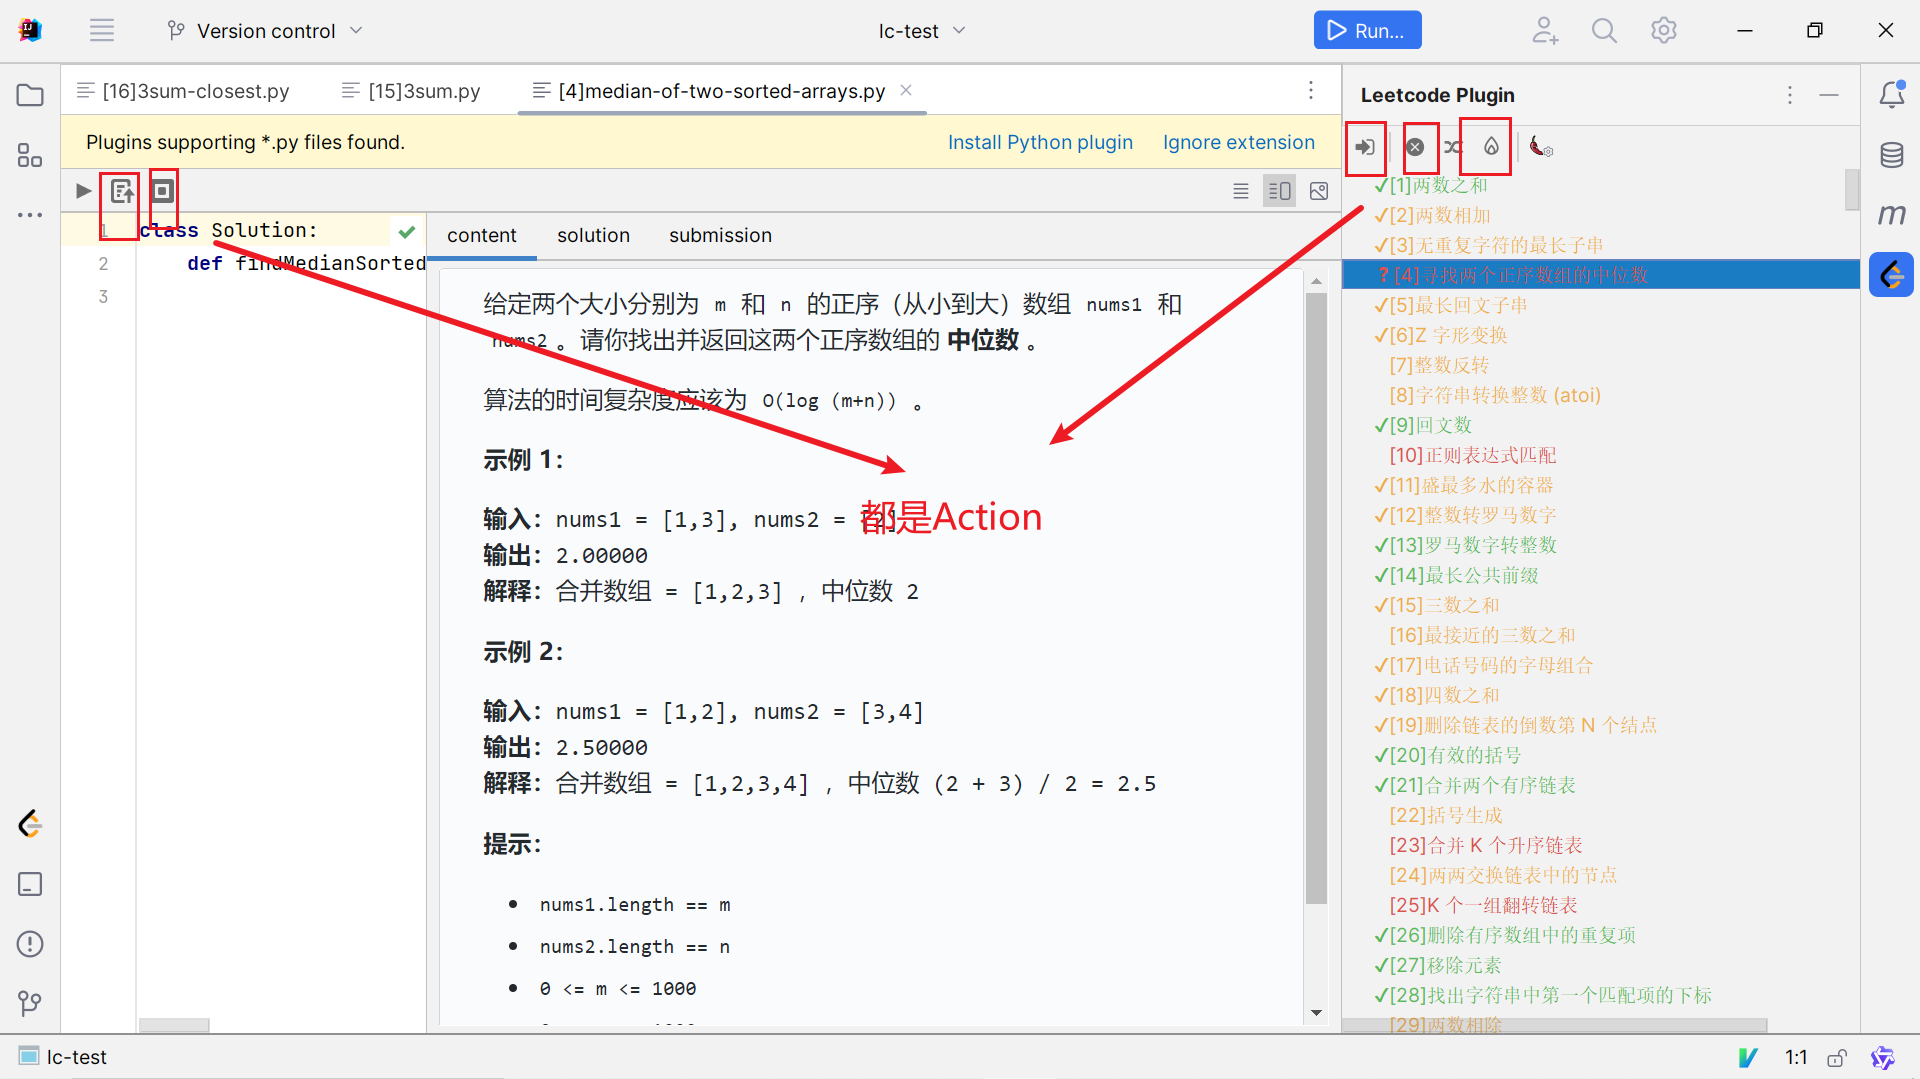 Version control
lc-test
Run...
[16]3sum-closest.py
[15]3sum.py
[4]median-of-two-sorted-arrays.py
Plugins supporting *.py files found.
Install Python plugin
Ignore extension
1
class Solution:
2
def findMedianSorted
3
content
solution
submission
给定两个大小分别为 m 和 n 的正序（从小到大）数组 nums1 和
nums2 。请你找出并返回这两个正序数组的 中位数 。
算法的时间复杂度应该为 O(log (m+n)) 。
示例 1：
输入：nums1 = [1,3], nums2 = [2]
都是Action
输出：2.00000
解释：合并数组 = [1,2,3] ，中位数 2
示例 2：
输入：nums1 = [1,2], nums2 = [3,4]
输出：2.50000
解释：合并数组 = [1,2,3,4] ，中位数 (2 + 3) / 2 = 2.5
提示：
nums1.length == m
nums2.length == n
0 <= m <= 1000
Leetcode Plugin
✓[1]两数之和
✓[2]两数相加
✓[3]无重复字符的最长子串
?[4]寻找两个正序数组的中位数
✓[5]最长回文子串
✓[6]Z 字形变换
[7]整数反转
[8]字符串转换整数 (atoi)
✓[9]回文数
[10]正则表达式匹配
✓[11]盛最多水的容器
✓[12]整数转罗马数字
✓[13]罗马数字转整数
✓[14]最长公共前缀
✓[15]三数之和
[16]最接近的三数之和
✓[17]电话号码的字母组合
✓[18]四数之和
✓[19]删除链表的倒数第 N 个结点
✓[20]有效的括号
✓[21]合并两个有序链表
[22]括号生成
[23]合并 K 个升序链表
[24]两两交换链表中的节点
[25]K 个一组翻转链表
✓[26]删除有序数组中的重复项
✓[27]移除元素
✓[28]找出字符串中第一个匹配项的下标
[29]两数相除
m
lc-test
1:1